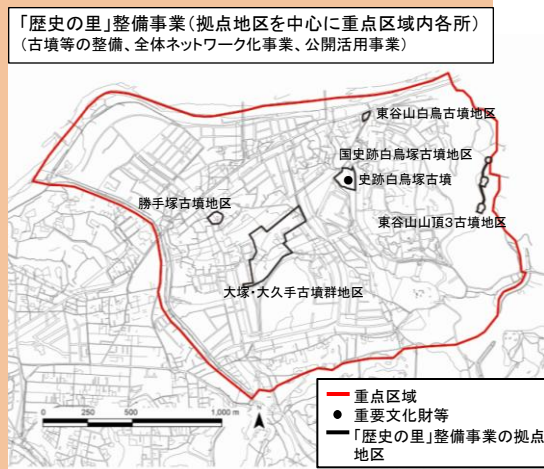 「歴史の里」整備事業(拠点地区を中心に重点区域内各所)
(古墳等の整備、全体ネットワーク化事業、公開活用事業)
東谷山白鳥古墳地区
国史跡白鳥塚古墳地区
史跡白鳥塚古墳
勝手塚古墳地区
東谷山山頂3古墳地区
大塚・大久手古墳群地区
重点区域
重要文化財等
「歴史の里」整備事業の拠点
地区
0 250 500 1,000 m